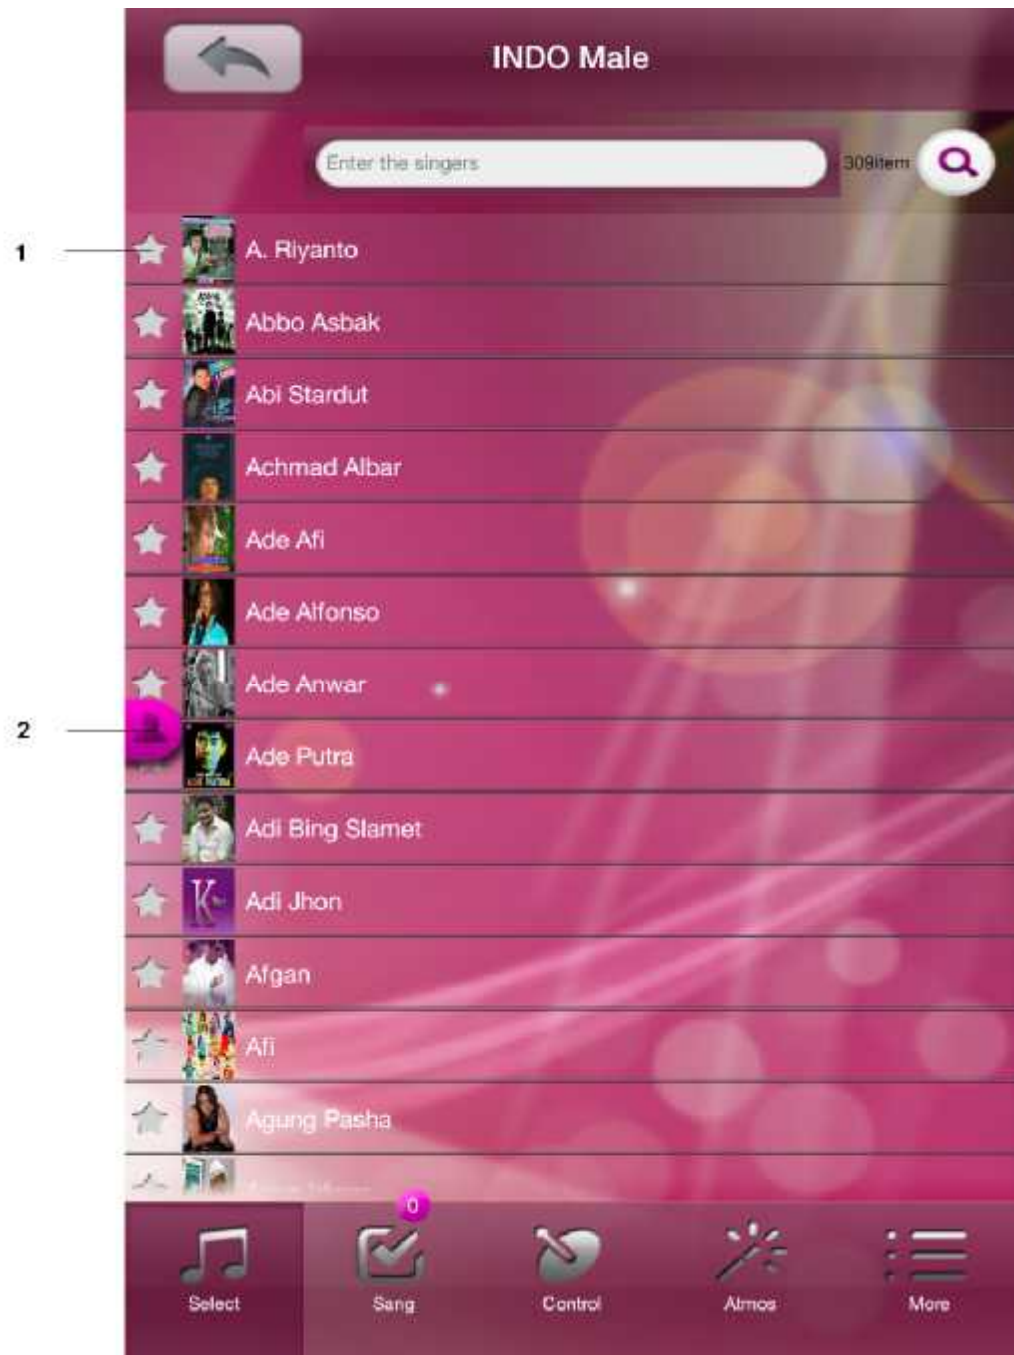 INDO Male
Enter the singers
309item
1
A. Riyanto
Abbo Asbak
Abi Stardut
Achmad Albar
Ade Afi
Ade Alfonso
Ade Anwar
2
Ade Putra
Adi Bing Slamet
Adi Jhon
Afgan
Afi
Agung Pasha
0
Select
Sang
Control
Atmos
More